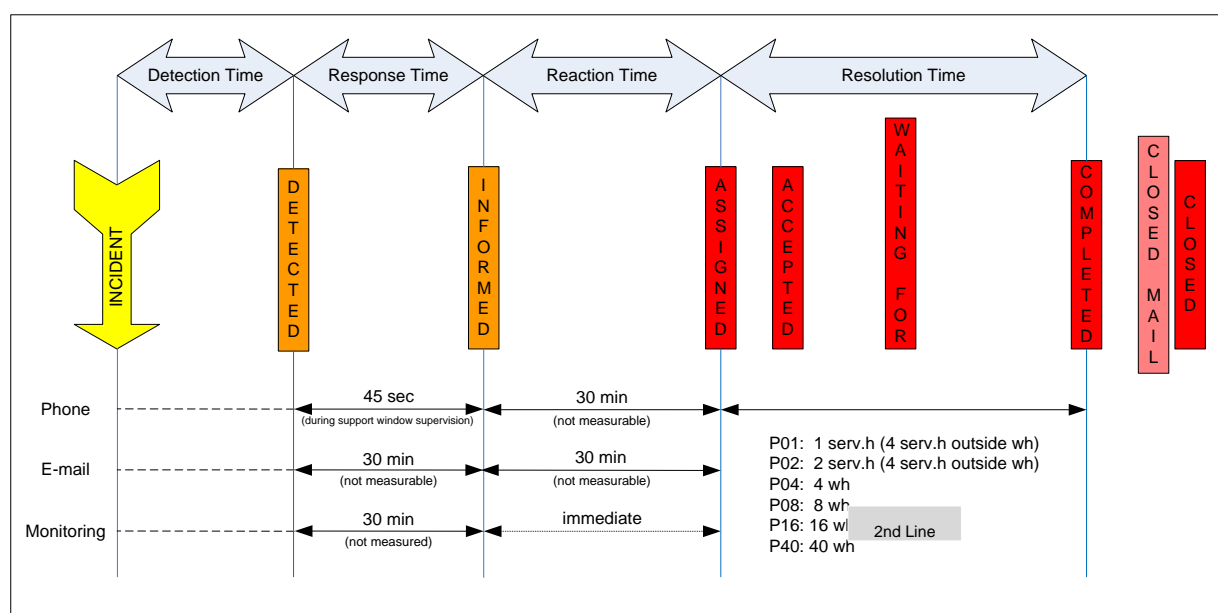 Detection Time
Response Time
Reaction Time
Resolution Time
INCIDENT
DETECTED
INFORMED
ASSIGNED
ACCEPTED
WAITING FOR
COMPLETED
CLOSED MAIL
CLOSED
Phone
45 sec
(during support window supervision)
30 min
(not measurable)
E-mail
30 min
(not measurable)
30 min
(not measurable)
Monitoring
30 min
(not measured)
immediate
P01: 1 serv.h (4 serv.h outside wh)
P02: 2 serv.h (4 serv.h outside wh)
P04: 4 wh
P08: 8 wh
P16: 16 wh
P40: 40 wh
2nd Line